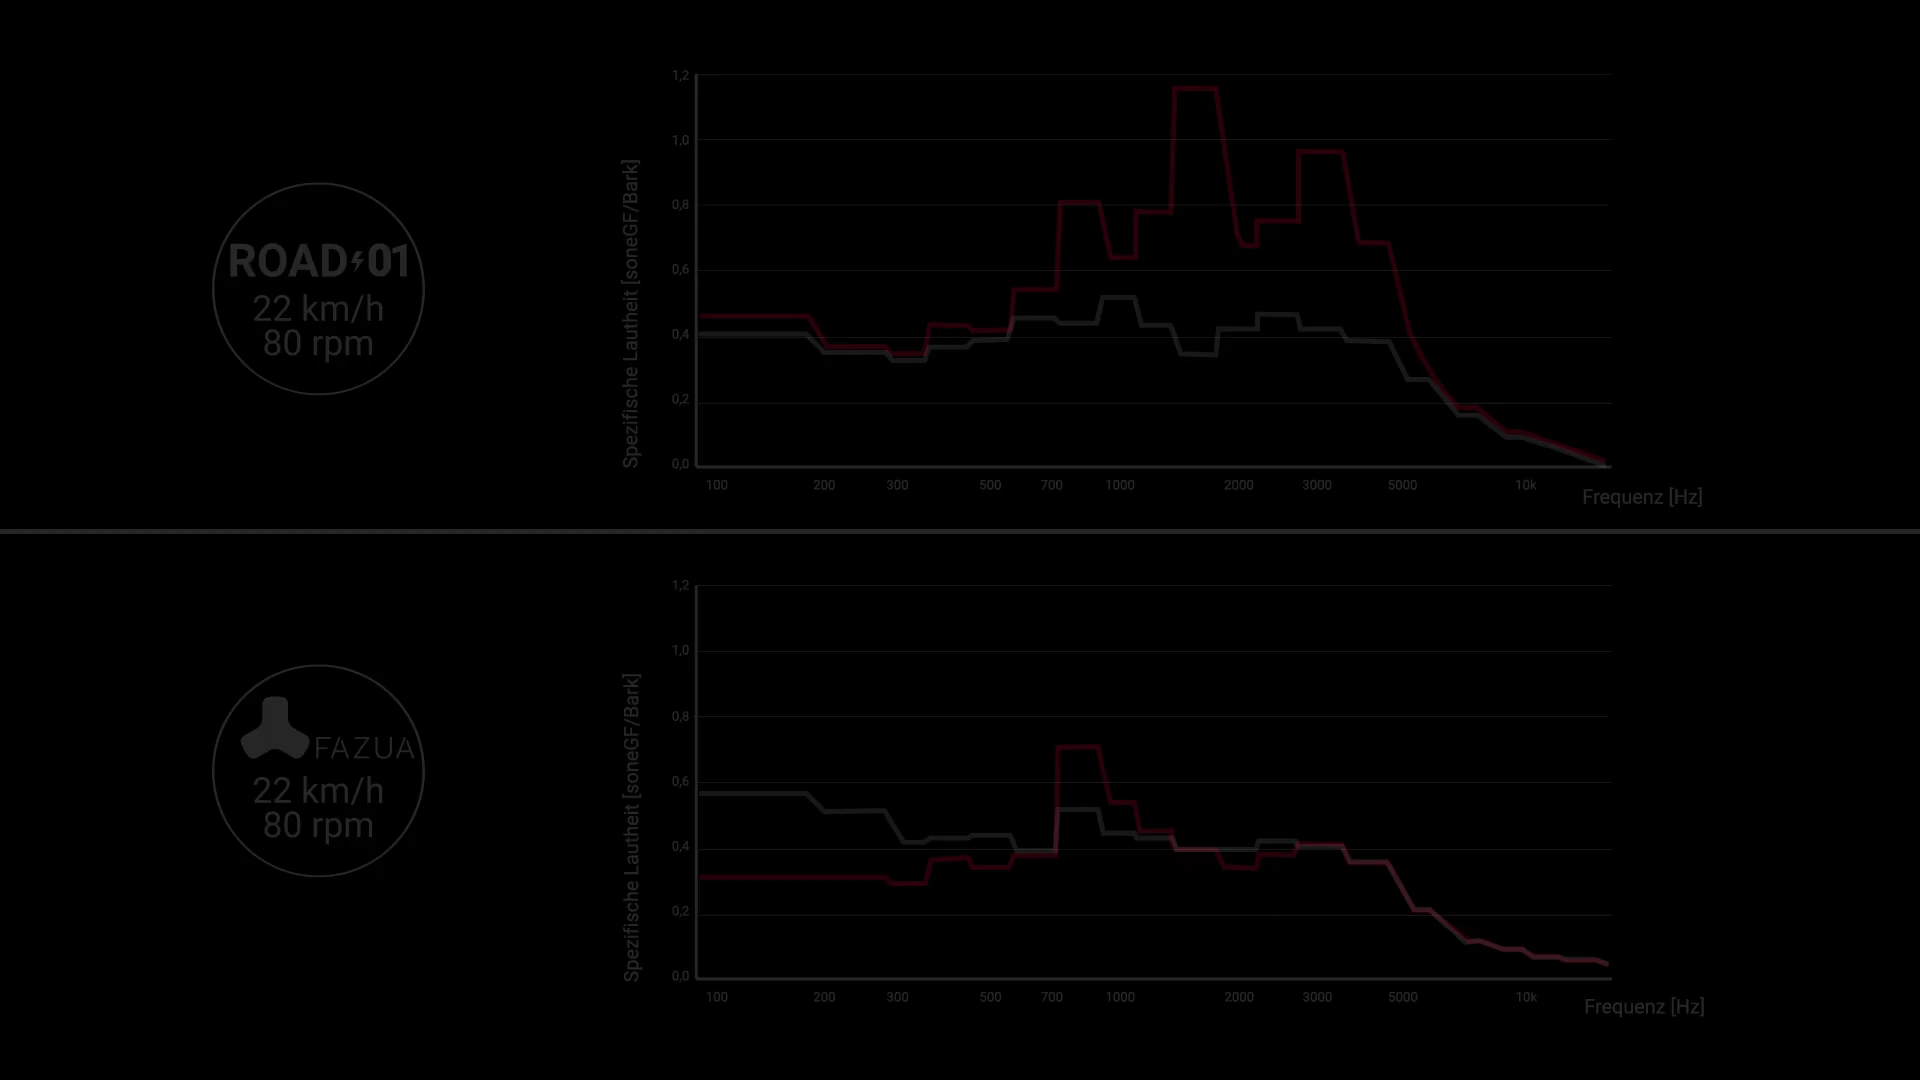 1,2
1,0
0,8
0,6
0,4
0,2
0,0
Spezifische Lautheit [soneGF/Bark]
100 200 300 500 700 1000 2000 3000 5000 10k
Frequenz [Hz]
ROAD 01
22 km/h
80 rpm
1,2
1,0
0,8
0,6
0,4
0,2
0,0
Spezifische Lautheit [soneGF/Bark]
100 200 300 500 700 1000 2000 3000 5000 10k
Frequenz [Hz]
FAZUA
22 km/h
80 rpm